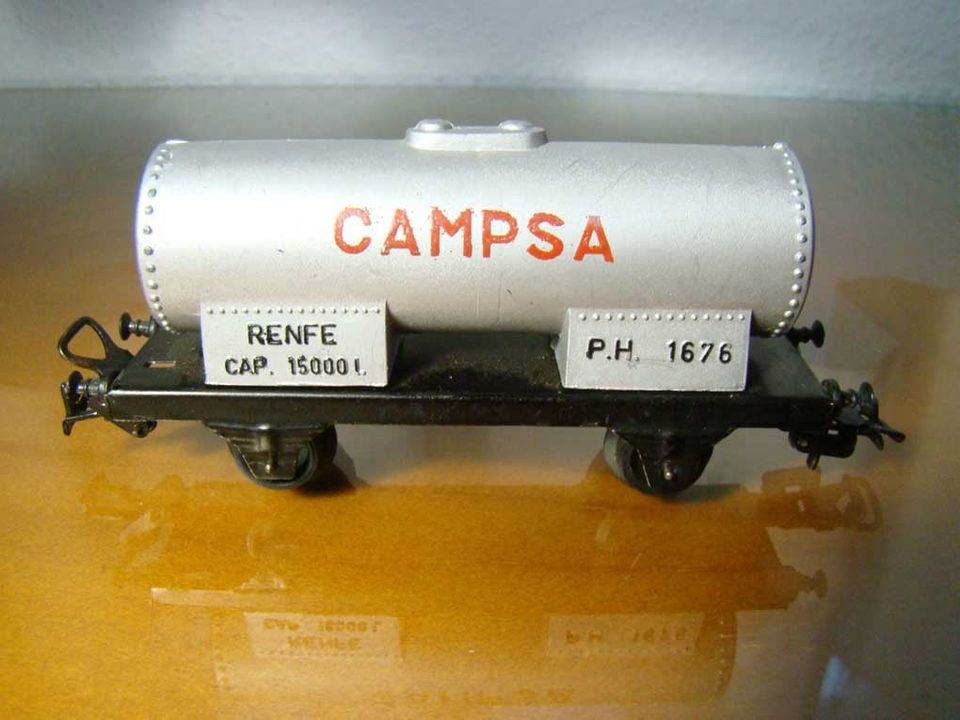 CAMPSA
RENFE
CAP. 15000 L.
P.H. 1676